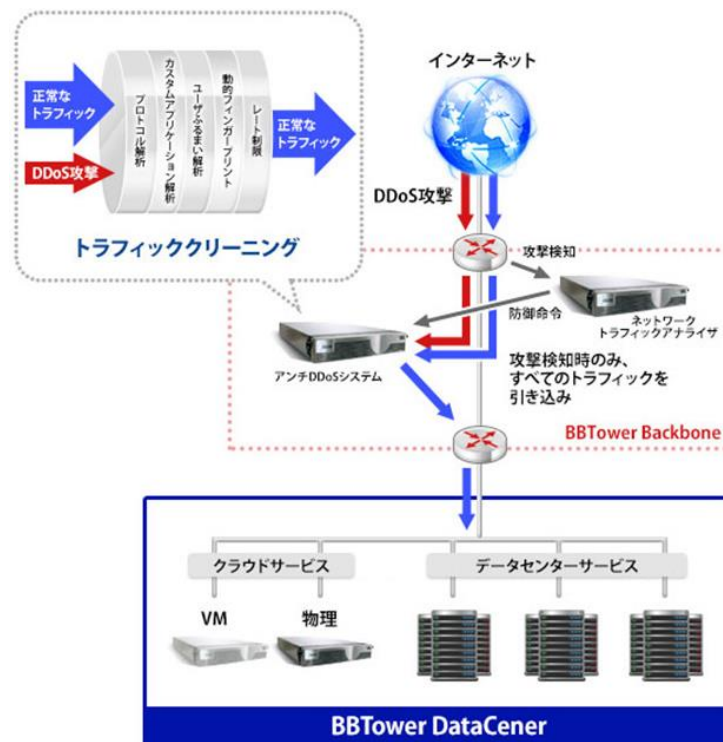 正常な
トラフィック
DDoS攻撃
プロトコル解析
カスタムアプリケーション解析
ユーザふるまい解析
動的フィンガープリント
レート制限
正常な
トラフィック
トラフィッククリーニング
インターネット
DDoS攻撃
攻撃検知
防御命令
ネットワーク
トラフィックアナライザ
アンチDDoSシステム
攻撃検知時のみ、
すべてのトラフィックを
引き込み
BBTower Backbone
クラウドサービス
データセンターサービス
VM
物理
BBTower DataCener